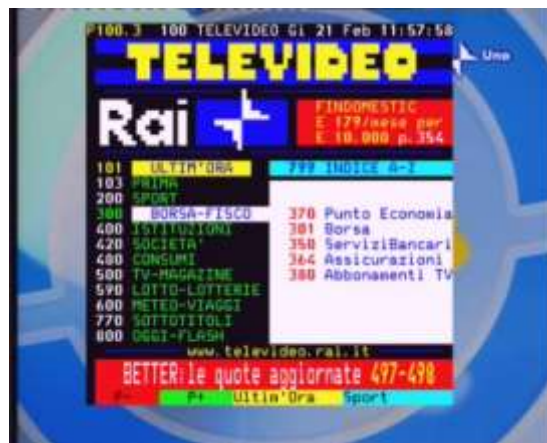 P100.3 100 TELEVIDEO Gi 21 Feb 11:57:58
TELEVIDEO
Uno
Rai
FINDOMESTIC
E 179/mese per
E 10.000 p.354
101 ULTIM'ORA 799 INDICE A-Z
103 PRIMA
200 SPORT
300 BORSA-FISCO 370 Punto Economia
400 ISTITUZIONI 301 Borsa
420 SOCIETA' 350 ServiziBancari
480 CONSUMI 364 Assicurazioni
500 TV-MAGAZINE 380 Abbonamenti TV
590 LOTTO-LOTTERIE
600 METEO-VIAGGI
770 SOTTOTITOLI
800 OGGI-FLASH
www.televideo.rai.it
BETTER:le quote aggiornate 497-498
P- P+ Ultim'Ora Sport